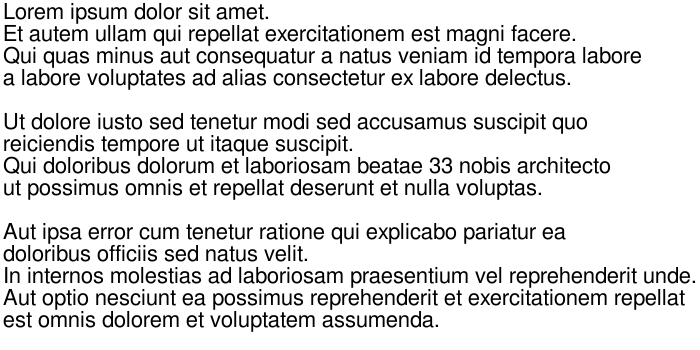 Lorem ipsum dolor sit amet.
Et autem ullam qui repellat exercitationem est magni facere.
Qui quas minus aut consequatur a natus veniam id tempora labore
a labore voluptates ad alias consectetur ex labore delectus.

Ut dolore iusto sed tenetur modi sed accusamus suscipit quo
reiciendis tempore ut itaque suscipit.
Qui doloribus dolorum et laboriosam beatae 33 nobis architecto
ut possimus omnis et repellat deserunt et nulla voluptas.

Aut ipsa error cum tenetur ratione qui explicabo pariatur ea
doloribus officiis sed natus velit.
In internos molestias ad laboriosam praesentium vel reprehenderit unde.
Aut optio nesciunt ea possimus reprehenderit et exercitationem repellat
est omnis dolorem et voluptatem assumenda.